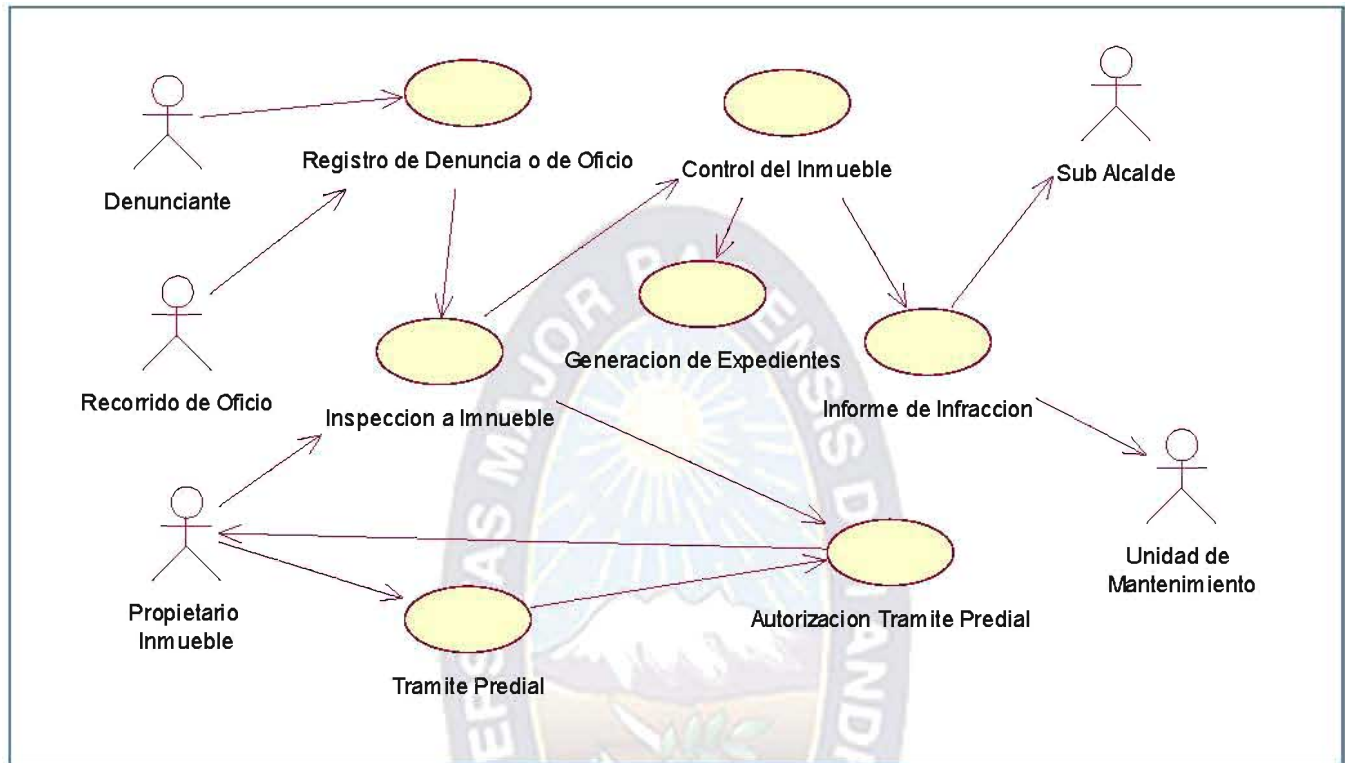 Denunciante
Registro de Denuncia o de Oficio
Control del Inmueble
Sub Alcalde
Recorrido de Oficio
Inspeccion a Imnueble
Generacion de Expedientes
Informe de Infraccion
Propietario
Inmueble
Tramite Predial
Autorizacion Tramite Predial
Unidad de
Mantenimiento
MAJOR